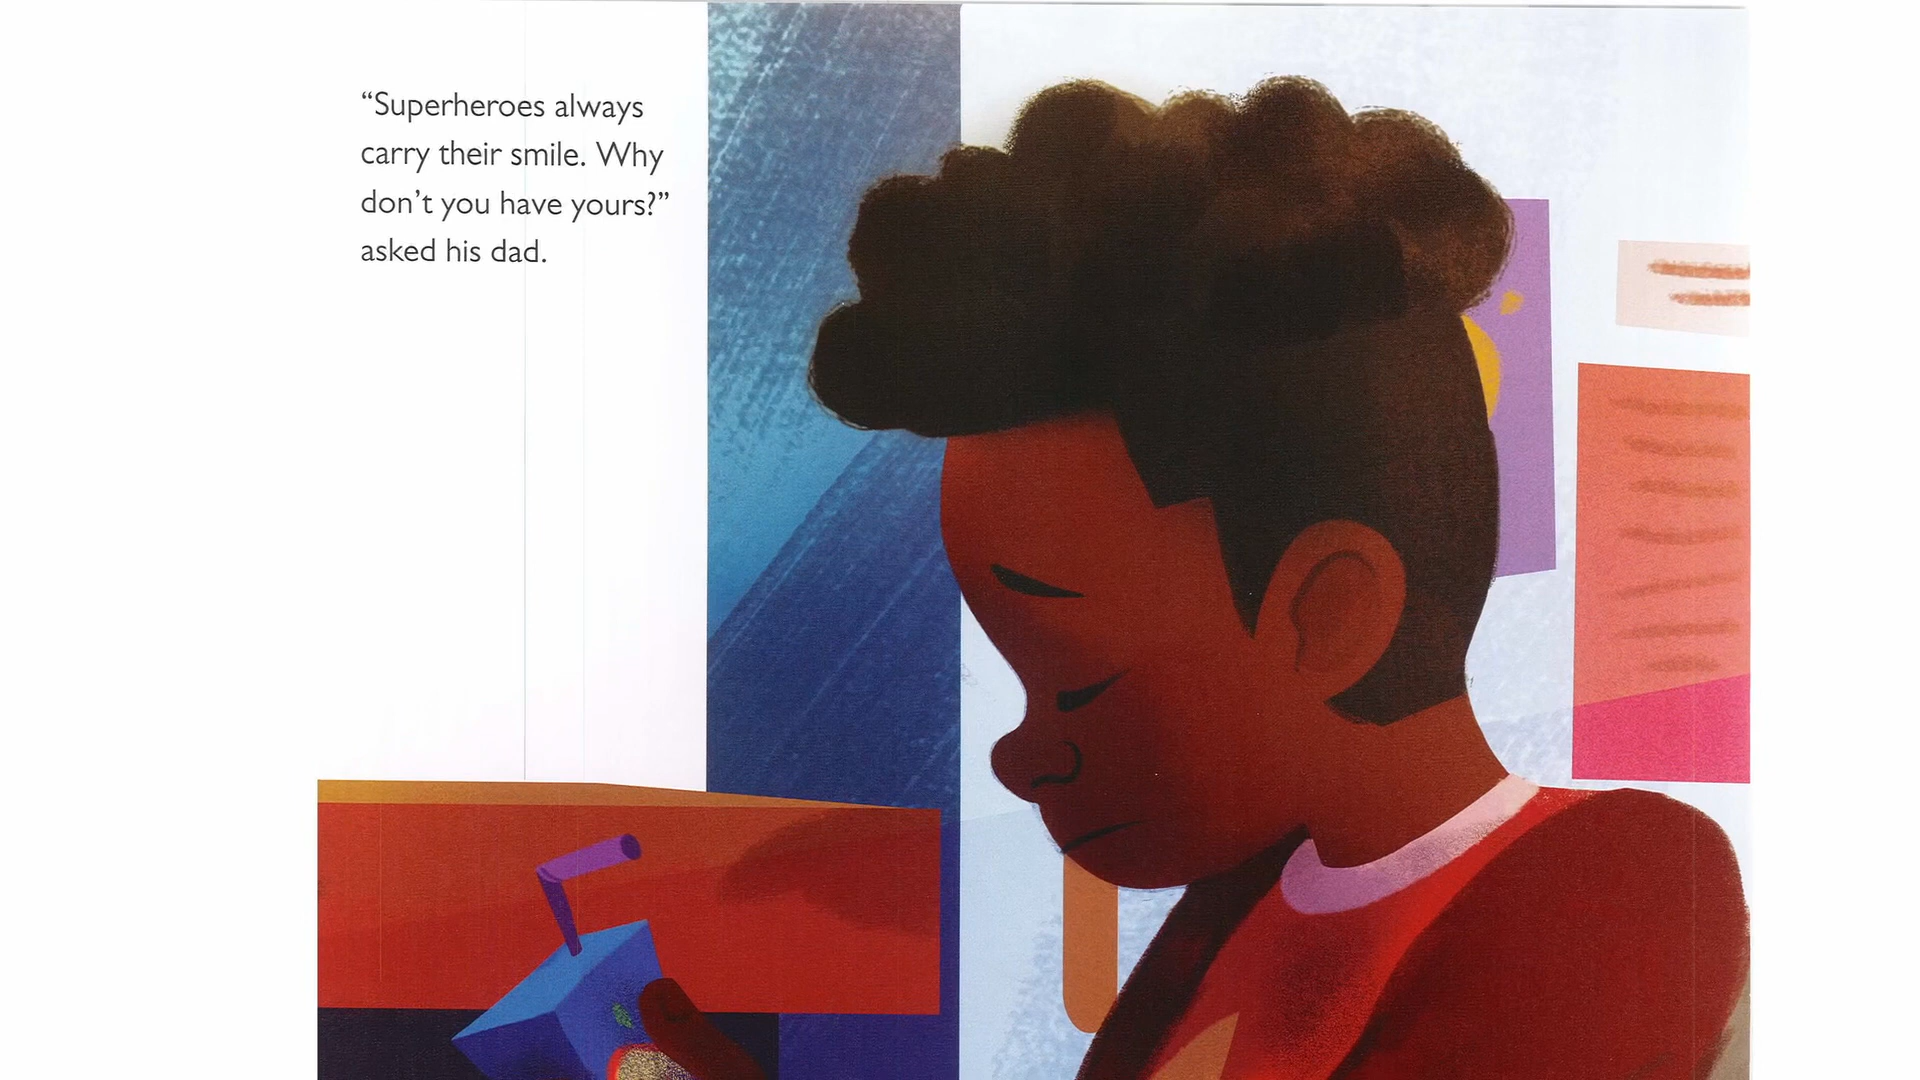 “Superheroes always
carry their smile. Why
don’t you have yours?”
asked his dad.